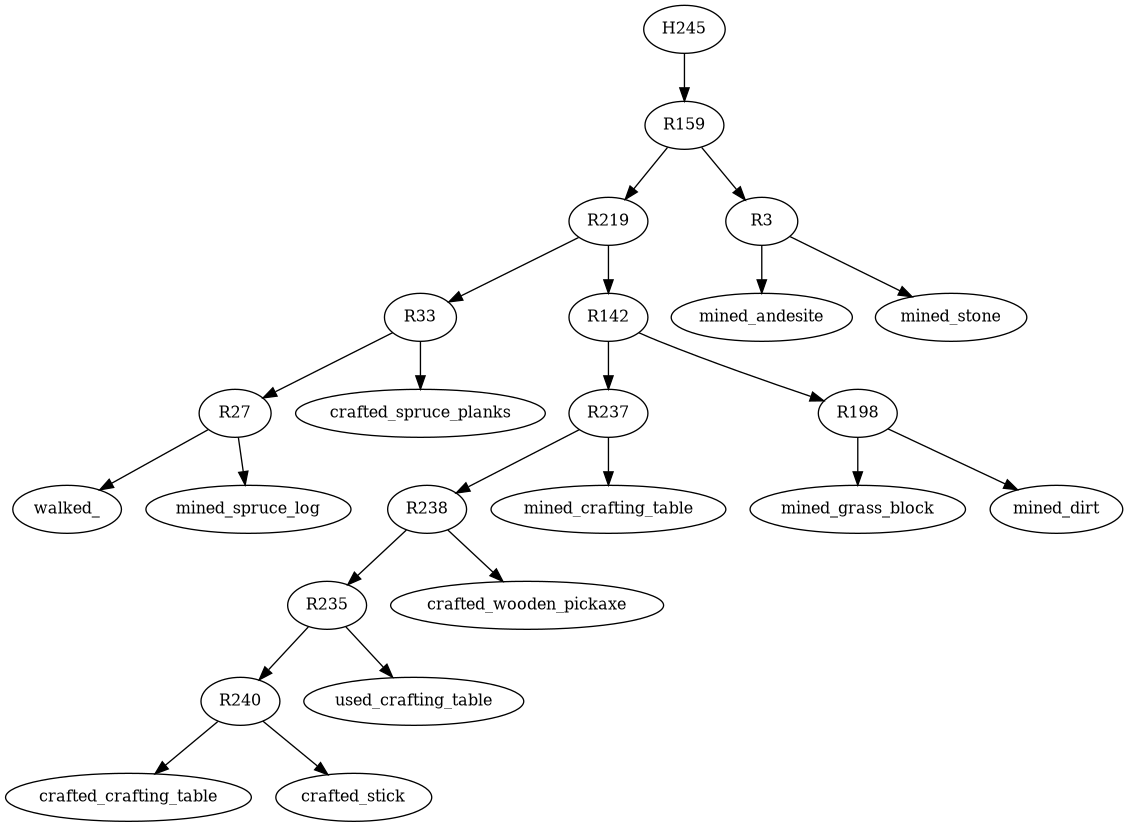 H245
R159
R219
R3
R33
R142
mined_andesite
mined_stone
R27
crafted_spruce_planks
R237
R198
walked_
mined_spruce_log
R238
mined_crafting_table
mined_grass_block
mined_dirt
R235
crafted_wooden_pickaxe
R240
used_crafting_table
crafted_crafting_table
crafted_stick